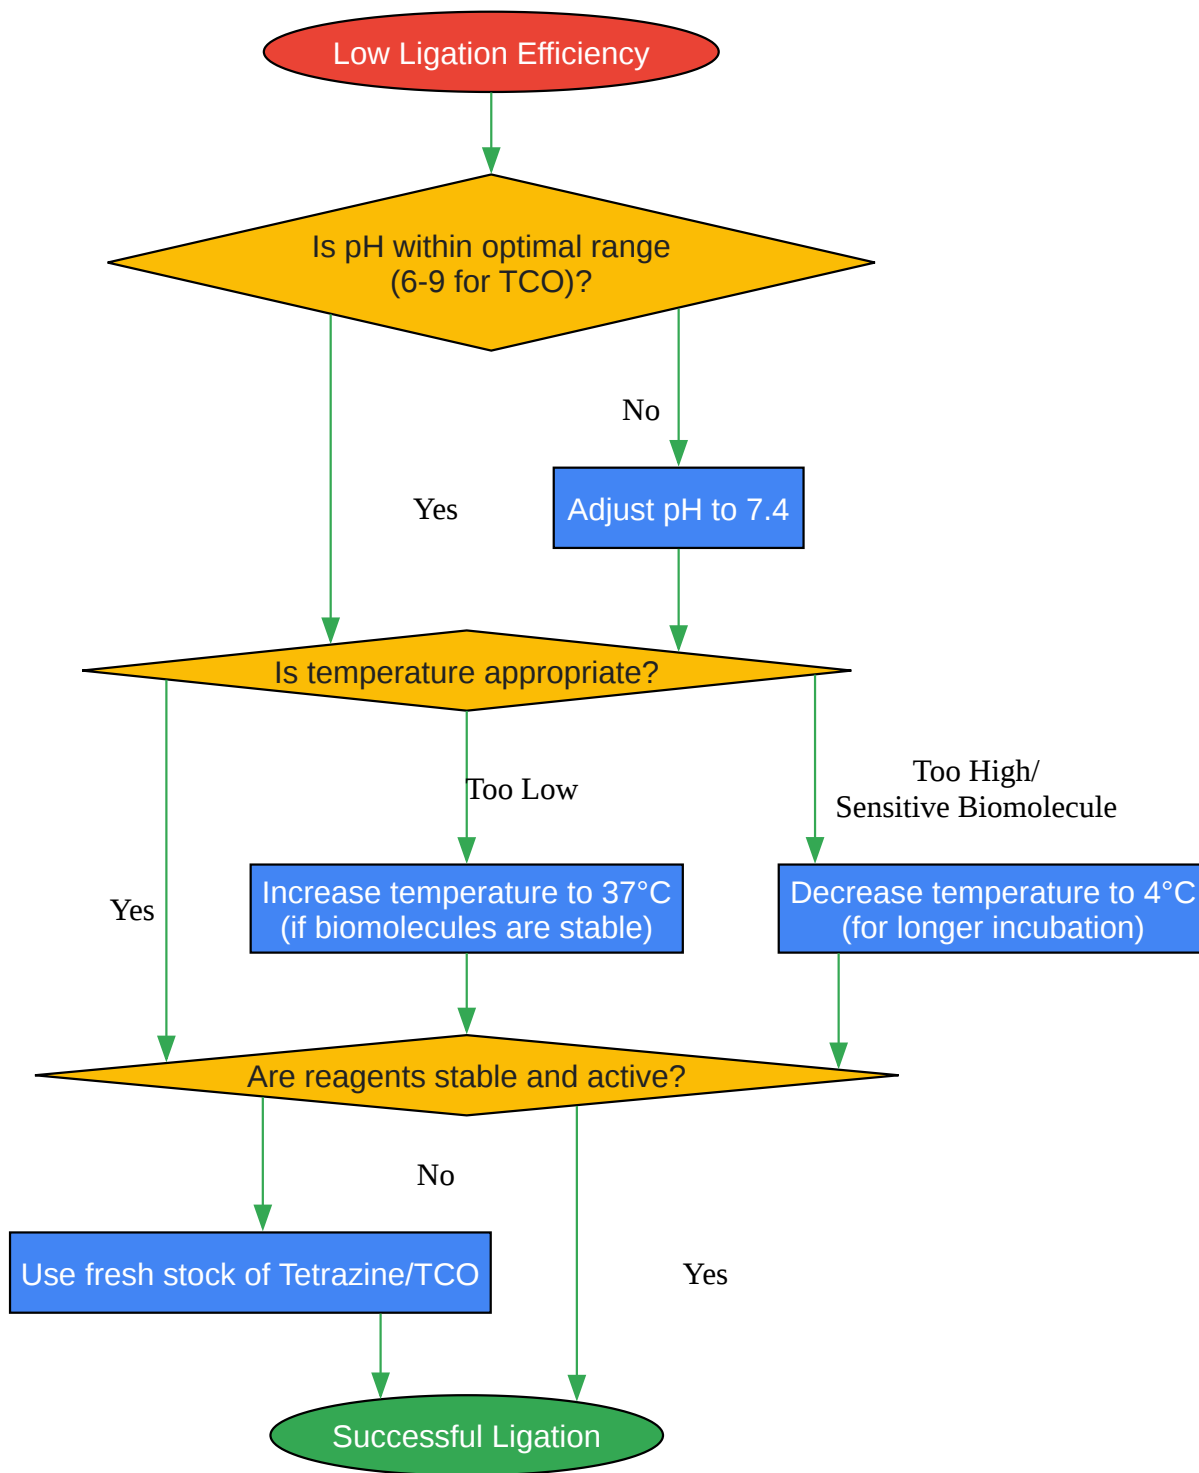 Low Ligation Efficiency
Is pH within optimal range
(6-9 for TCO)?
No
Yes
Adjust pH to 7.4
Is temperature appropriate?
Too Low
Too High/
Sensitive Biomolecule
Yes
Increase temperature to 37°C
(if biomolecules are stable)
Decrease temperature to 4°C
(for longer incubation)
Are reagents stable and active?
No
Use fresh stock of Tetrazine/TCO
Yes
Successful Ligation